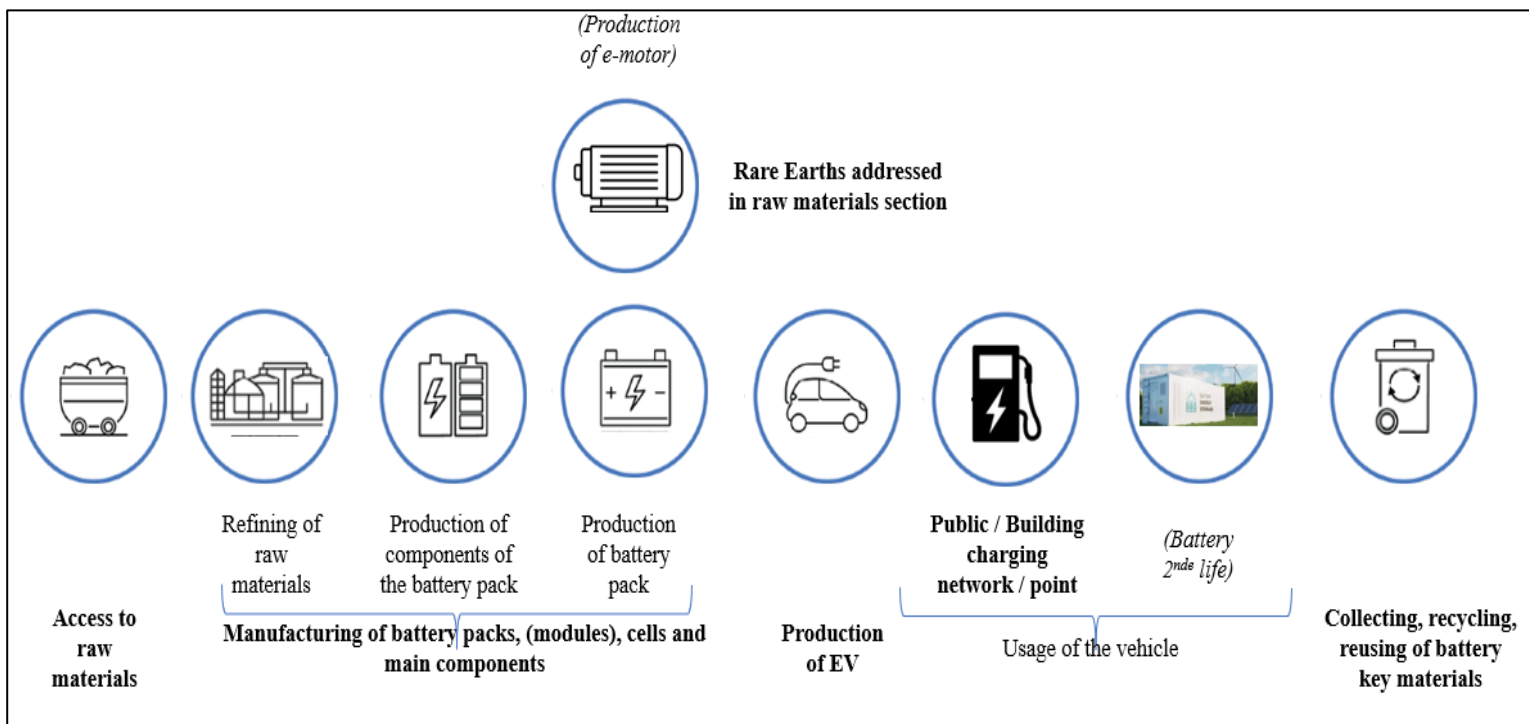 (Production
of e-motor)
Rare Earths addressed
in raw materials section
+ -
Refining of
raw
materials
Production of
components of
the battery pack
Production
of battery
pack
Public / Building
charging
network / point
(Battery
2nde life)
Access to
raw
materials
Manufacturing of battery packs, (modules), cells and
main components
Production
of EV
Usage of the vehicle
Collecting, recycling,
reusing of battery
key materials